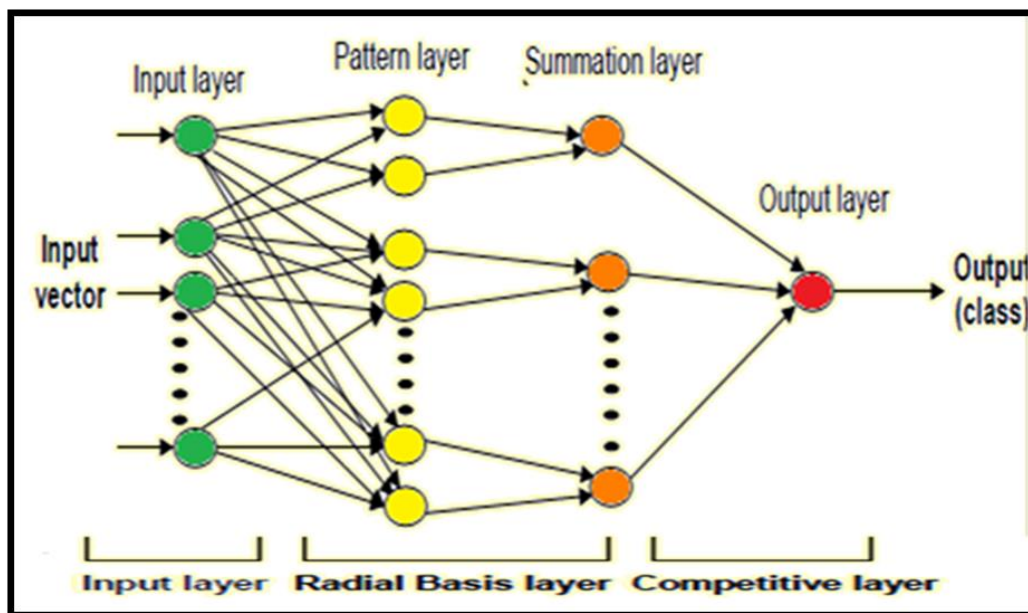 Input layer
Pattern layer
Summation layer
Output layer
Input
vector
Output
(class)
Input layer
Radial Basis layer
Competitive layer